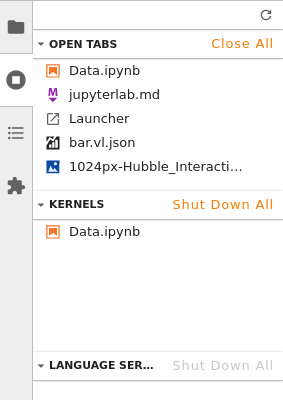 OPEN TABS Close All
Data.ipynb
jupyterlab.md
Launcher
bar.vl.json
1024px-Hubble_Interacti...
KERNELS Shut Down All
Data.ipynb
LANGUAGE SER... Shut Down All